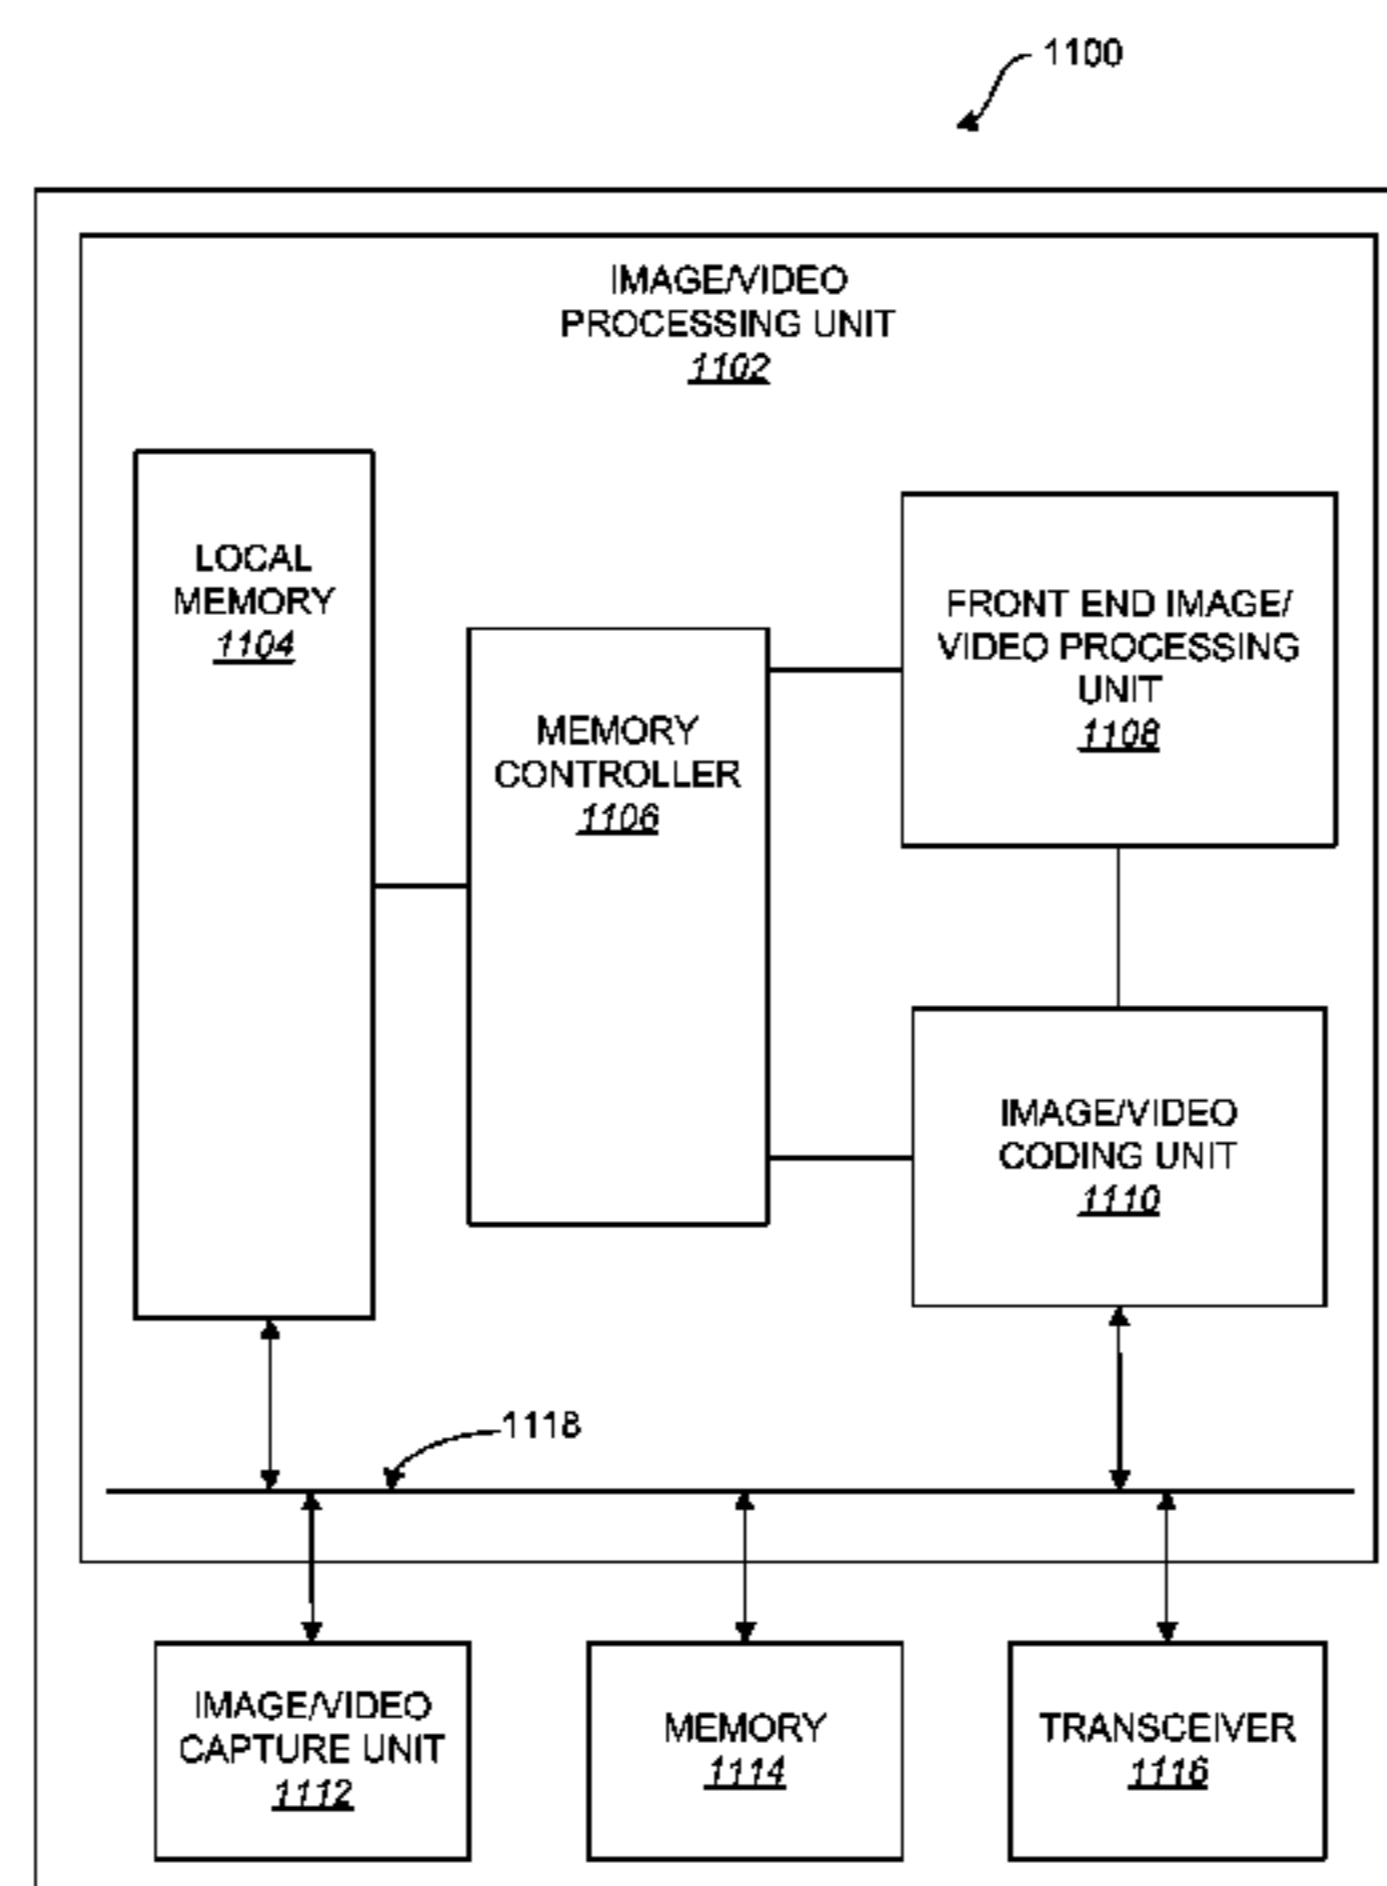 1100
IMAGE/VIDEO
PROCESSING UNIT
1102
LOCAL
MEMORY
1104
MEMORY
CONTROLLER
1106
FRONT END IMAGE/
VIDEO PROCESSING
UNIT
1108
IMAGE/VIDEO
CODING UNIT
1110
1118
IMAGE/VIDEO
CAPTURE UNIT
1112
MEMORY
1114
TRANSCEIVER
1116